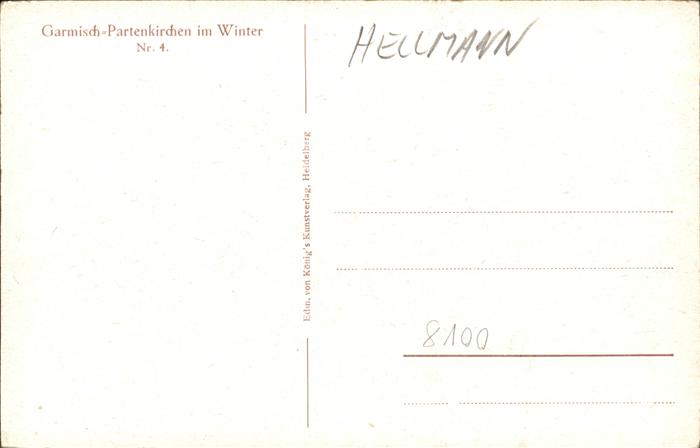 Garmisch-Partenkirchen im Winter
Nr. 4.
HELLMANN
Edm. von König's Kunstverlag, Heidelberg
8100